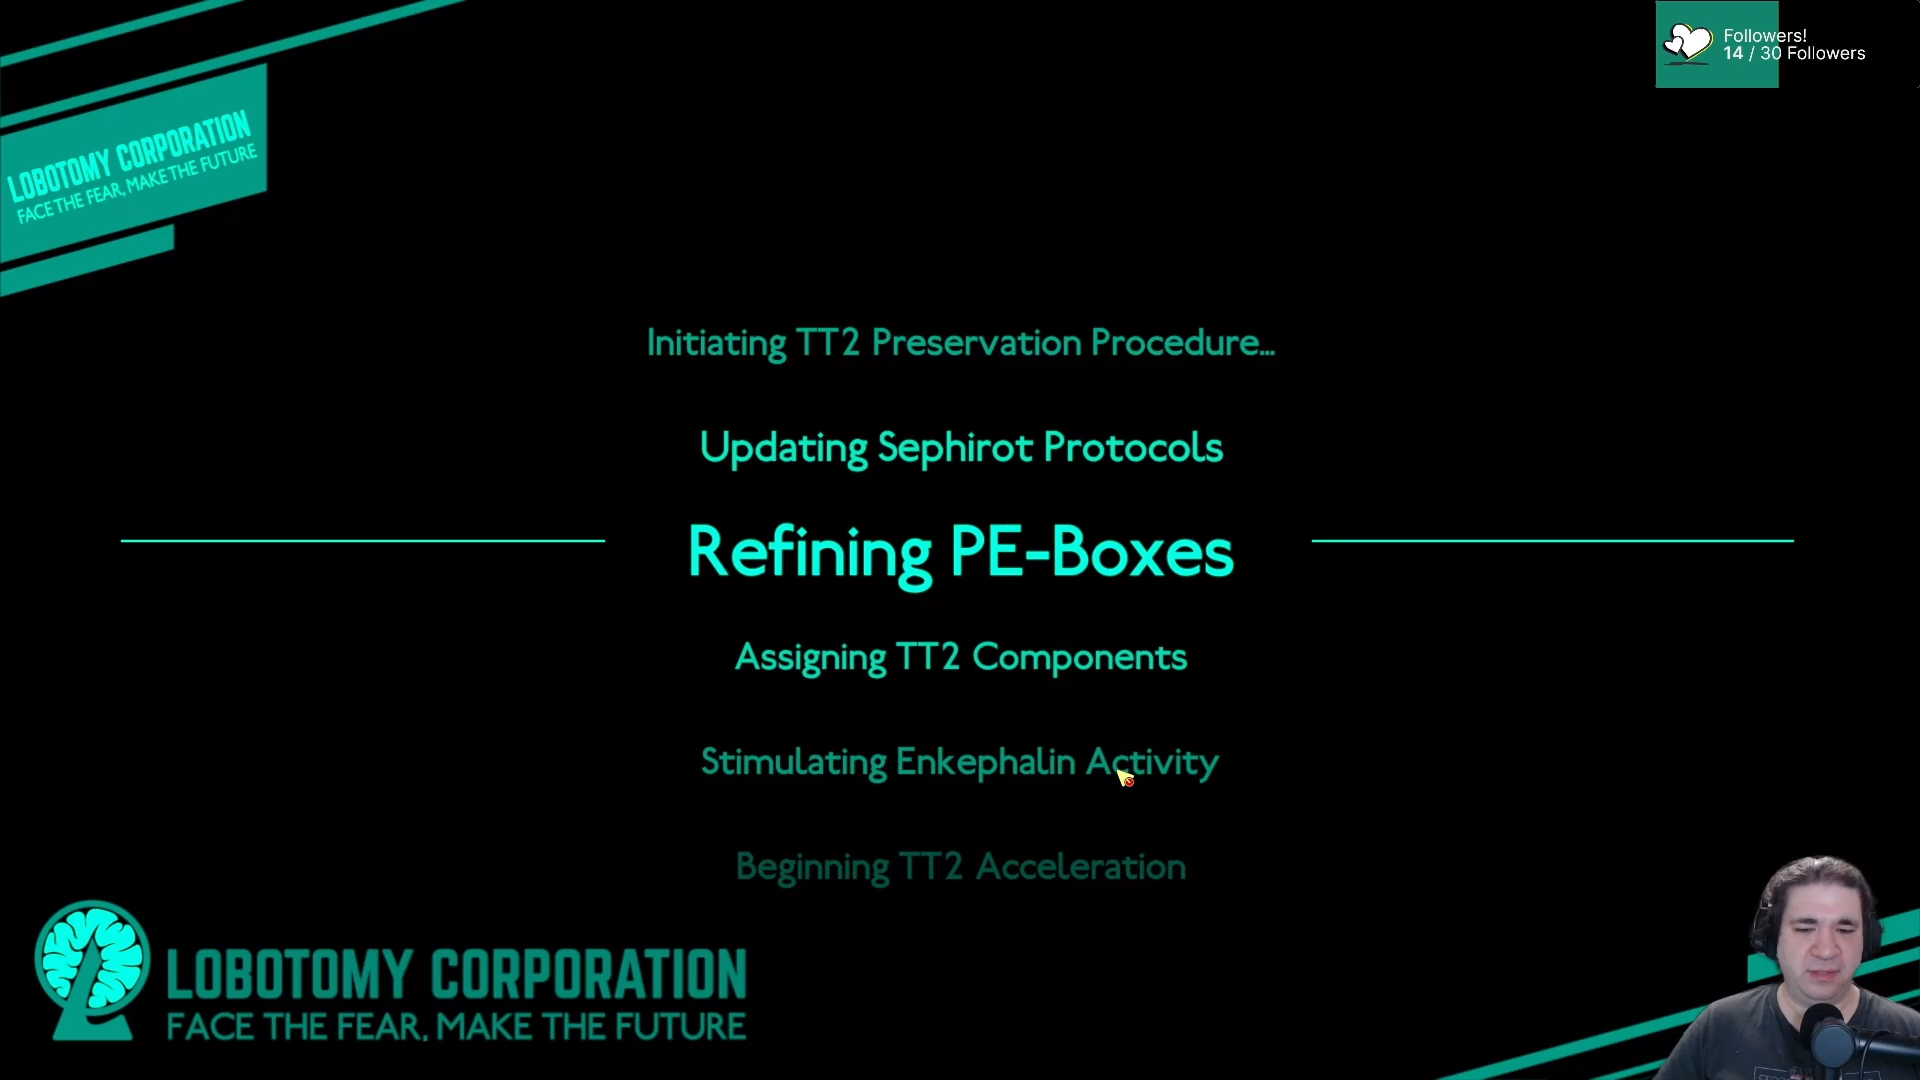 Followers!
14 / 30 Followers
LOBOTOMY CORPORATION
FACE THE FEAR, MAKE THE FUTURE
Initiating TT2 Preservation Procedure...
Updating Sephirot Protocols
Refining PE-Boxes
Assigning TT2 Components
Stimulating Enkephalin Activity
Beginning TT2 Acceleration
LOBOTOMY CORPORATION
FACE THE FEAR, MAKE THE FUTURE